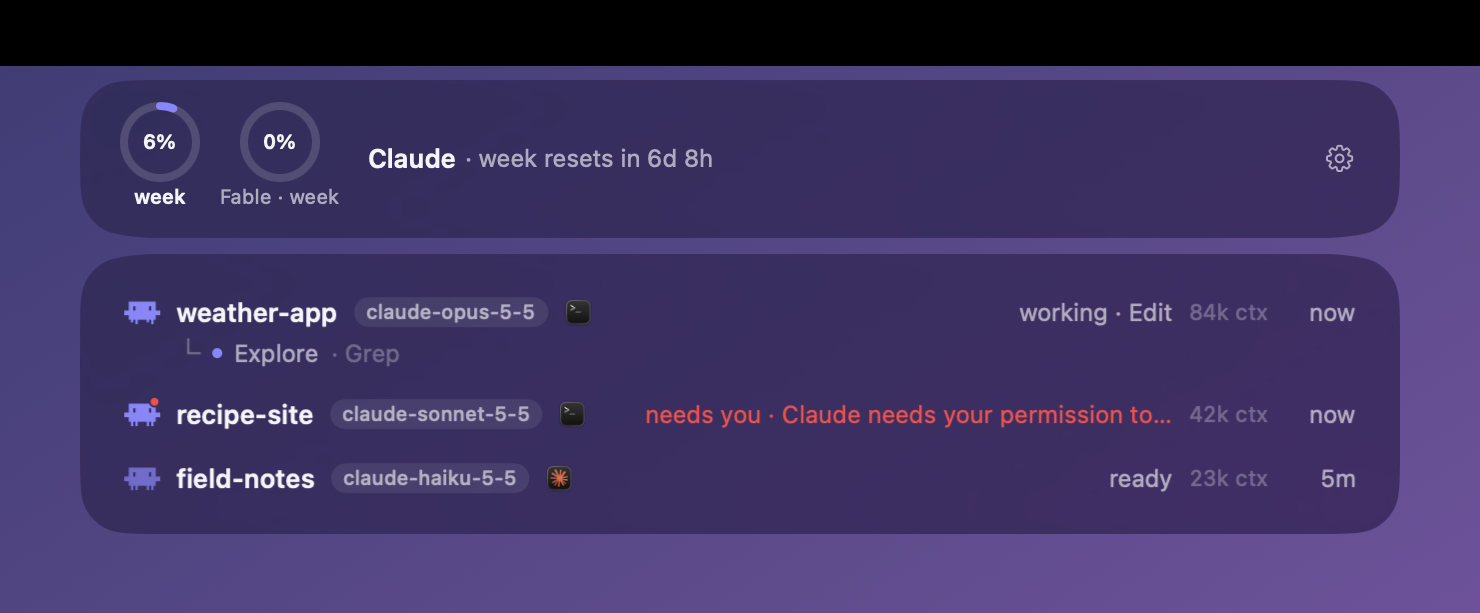 6%
0%
week
Fable · week
Claude · week resets in 6d 8h
weather-app claude-opus-5-5 >_ working · Edit 84k ctx now
Explore · Grep
recipe-site claude-sonnet-5-5 >_ needs you · Claude needs your permission to... 42k ctx now
field-notes claude-haiku-5-5 ready 23k ctx 5m